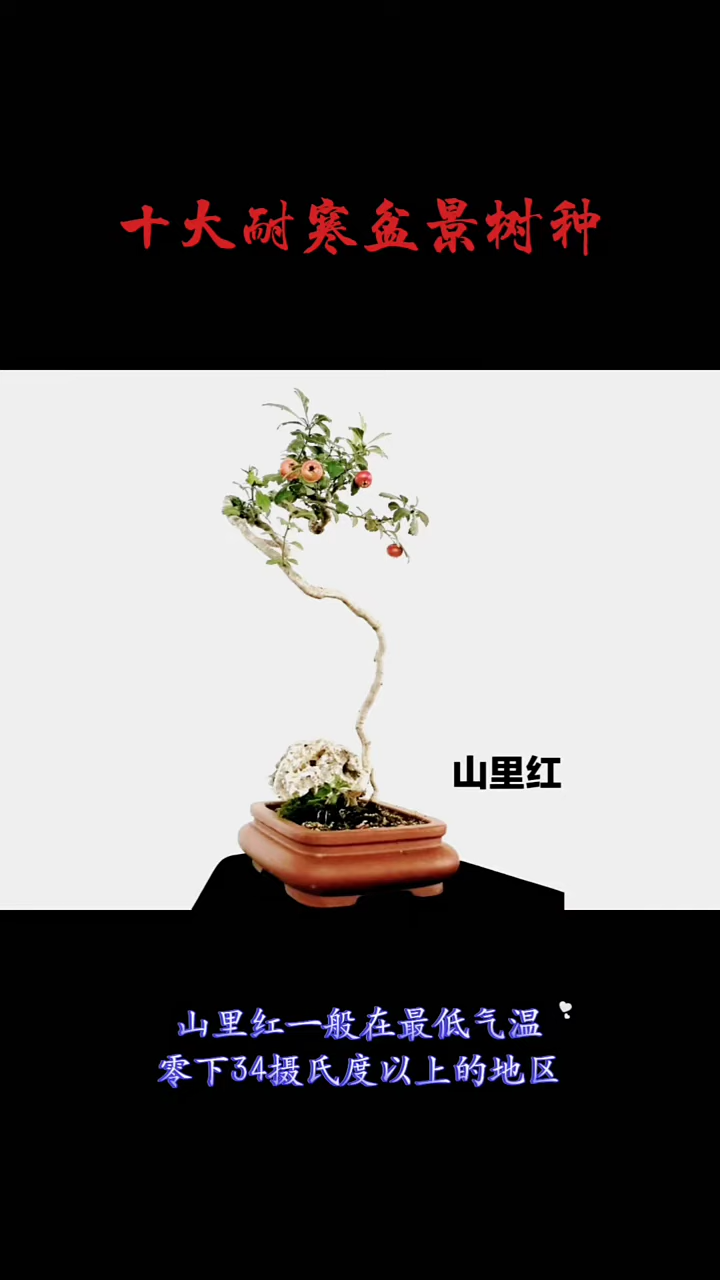 十大耐寒盆景树种
山里红
山里红一般在最低气温
零下34摄氏度以上的地区